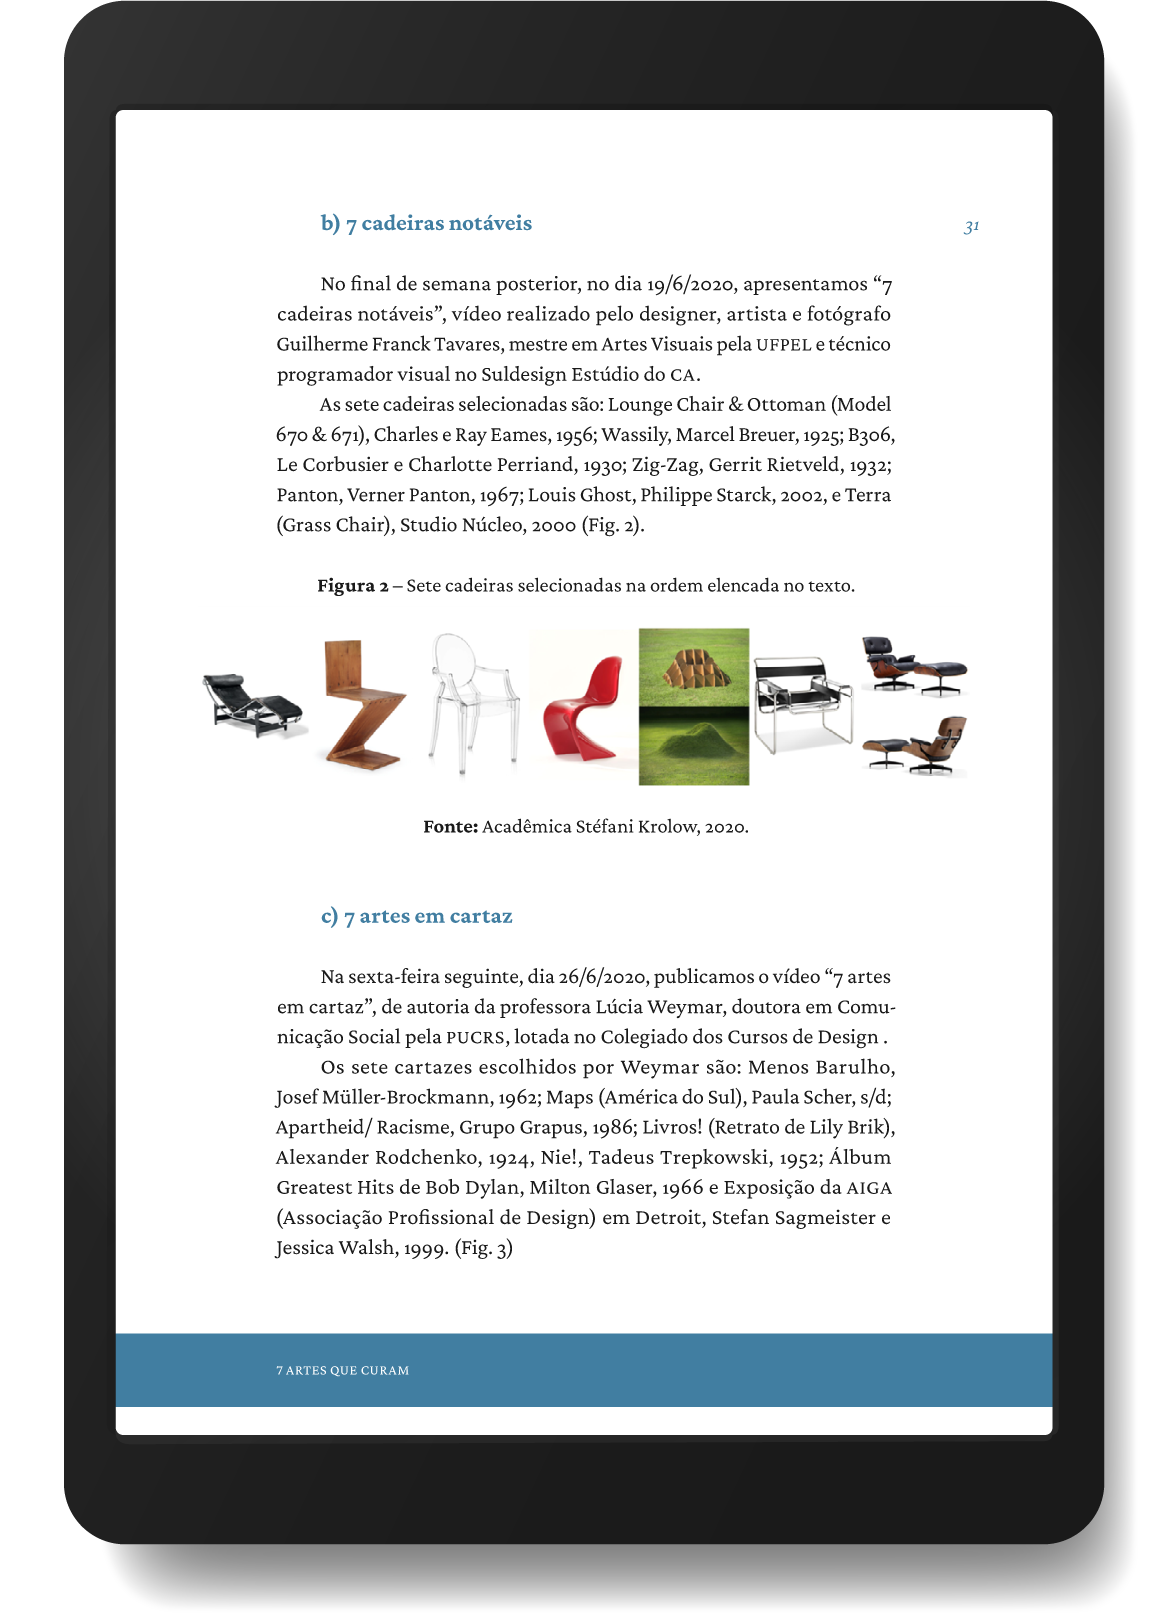 b) 7 cadeiras notáveis
31
No final de semana posterior, no dia 19/6/2020, apresentamos “7
cadeiras notáveis”, vídeo realizado pelo designer, artista e fotógrafo
Guilherme Franck Tavares, mestre em Artes Visuais pela UFPEL e técnico
programador visual no Suldesign Estúdio do CA.
As sete cadeiras selecionadas são: Lounge Chair & Ottoman (Model
670 & 671), Charles e Ray Eames, 1956; Wassily, Marcel Breuer, 1925; B306,
Le Corbusier e Charlotte Perriand, 1930; Zig-Zag, Gerrit Rietveld, 1932;
Panton, Verner Panton, 1967; Louis Ghost, Philippe Starck, 2002, e Terra
(Grass Chair), Studio Núcleo, 2000 (Fig. 2).
Figura 2 – Sete cadeiras selecionadas na ordem elencada no texto.
Fonte: Acadêmica Stéfani Krolow, 2020.
c) 7 artes em cartaz
Na sexta-feira seguinte, dia 26/6/2020, publicamos o vídeo “7 artes
em cartaz”, de autoria da professora Lúcia Weymar, doutora em Comu-
nicação Social pela PUCRS, lotada no Colegiado dos Cursos de Design .
Os sete cartazes escolhidos por Weymar são: Menos Barulho,
Josef Müller-Brockmann, 1962; Maps (América do Sul), Paula Scher, s/d;
Apartheid/ Racisme, Grupo Grapus, 1986; Livros! (Retrato de Lily Brik),
Alexander Rodchenko, 1924, Nie!, Tadeus Trepkowski, 1952; Álbum
Greatest Hits de Bob Dylan, Milton Glaser, 1966 e Exposição da AIGA
(Associação Profissional de Design) em Detroit, Stefan Sagmeister e
Jessica Walsh, 1999. (Fig. 3)
7 ARTES QUE CURAM